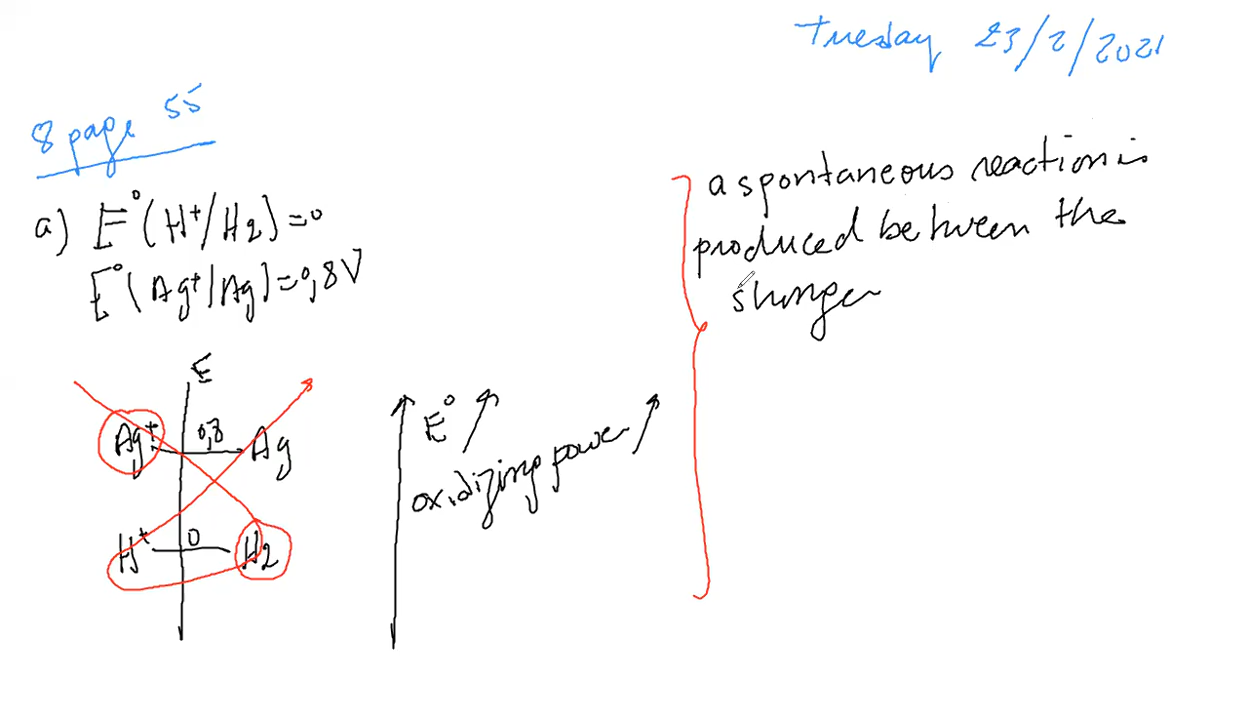 Tuesday 23/2/2021
8 page 55
a) E°(H+/H2)=0
E°(Ag+/Ag)=0,8V
E
Ag+ 0,8 Ag
H+ 0 H2
E°
oxidizing power
a spontaneous reaction is
produced between the
stronger